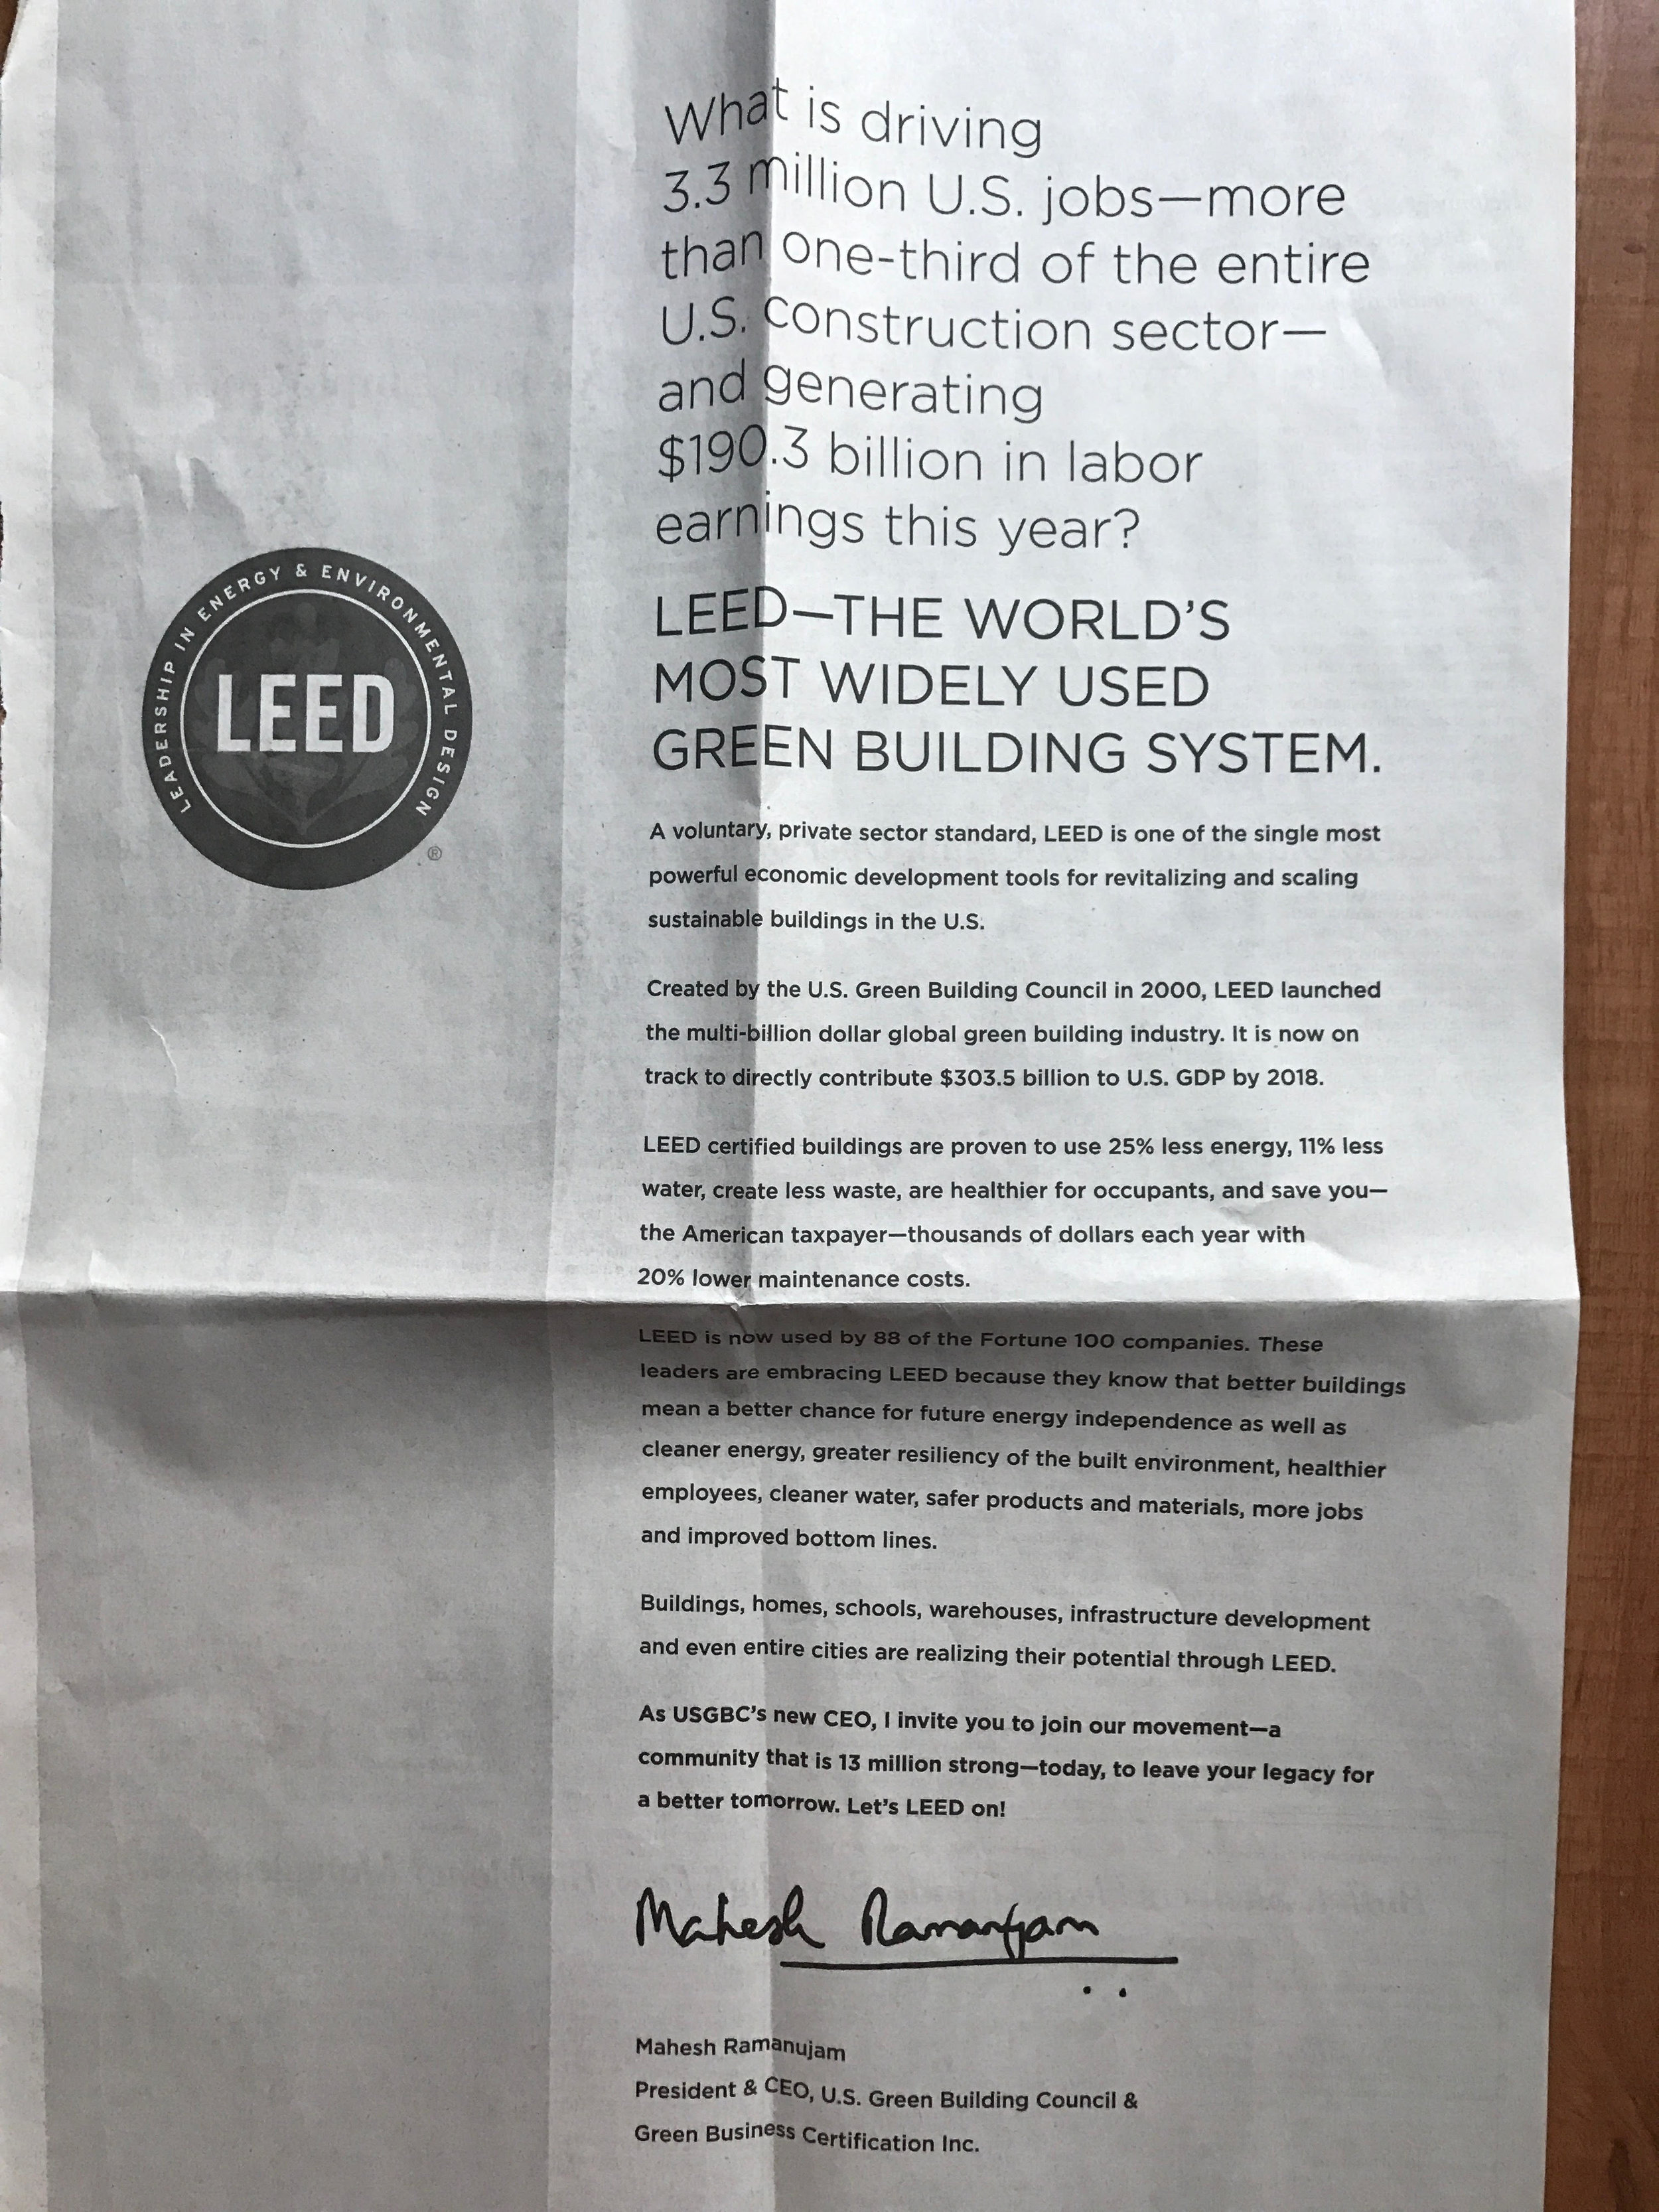 What is driving
3.3 million U.S. jobs—more
than one-third of the entire
U.S. construction sector—
and generating
$190.3 billion in labor
earnings this year?
LEED—THE WORLD'S
MOST WIDELY USED
GREEN BUILDING SYSTEM.
LEADERSHIP IN ENERGY & ENVIRONMENTAL DESIGN
LEED
®
A voluntary, private sector standard, LEED is one of the single most
powerful economic development tools for revitalizing and scaling
sustainable buildings in the U.S.
Created by the U.S. Green Building Council in 2000, LEED launched
the multi-billion dollar global green building industry. It is now on
track to directly contribute $303.5 billion to U.S. GDP by 2018.
LEED certified buildings are proven to use 25% less energy, 11% less
water, create less waste, are healthier for occupants, and save you—
the American taxpayer—thousands of dollars each year with
20% lower maintenance costs.
LEED is now used by 88 of the Fortune 100 companies. These
leaders are embracing LEED because they know that better buildings
mean a better chance for future energy independence as well as
cleaner energy, greater resiliency of the built environment, healthier
employees, cleaner water, safer products and materials, more jobs
and improved bottom lines.
Buildings, homes, schools, warehouses, infrastructure development
and even entire cities are realizing their potential through LEED.
As USGBC's new CEO, I invite you to join our movement—a
community that is 13 million strong—today, to leave your legacy for
a better tomorrow. Let's LEED on!
Mahesh Ramanujam
Mahesh Ramanujam
President & CEO, U.S. Green Building Council &
Green Business Certification Inc.